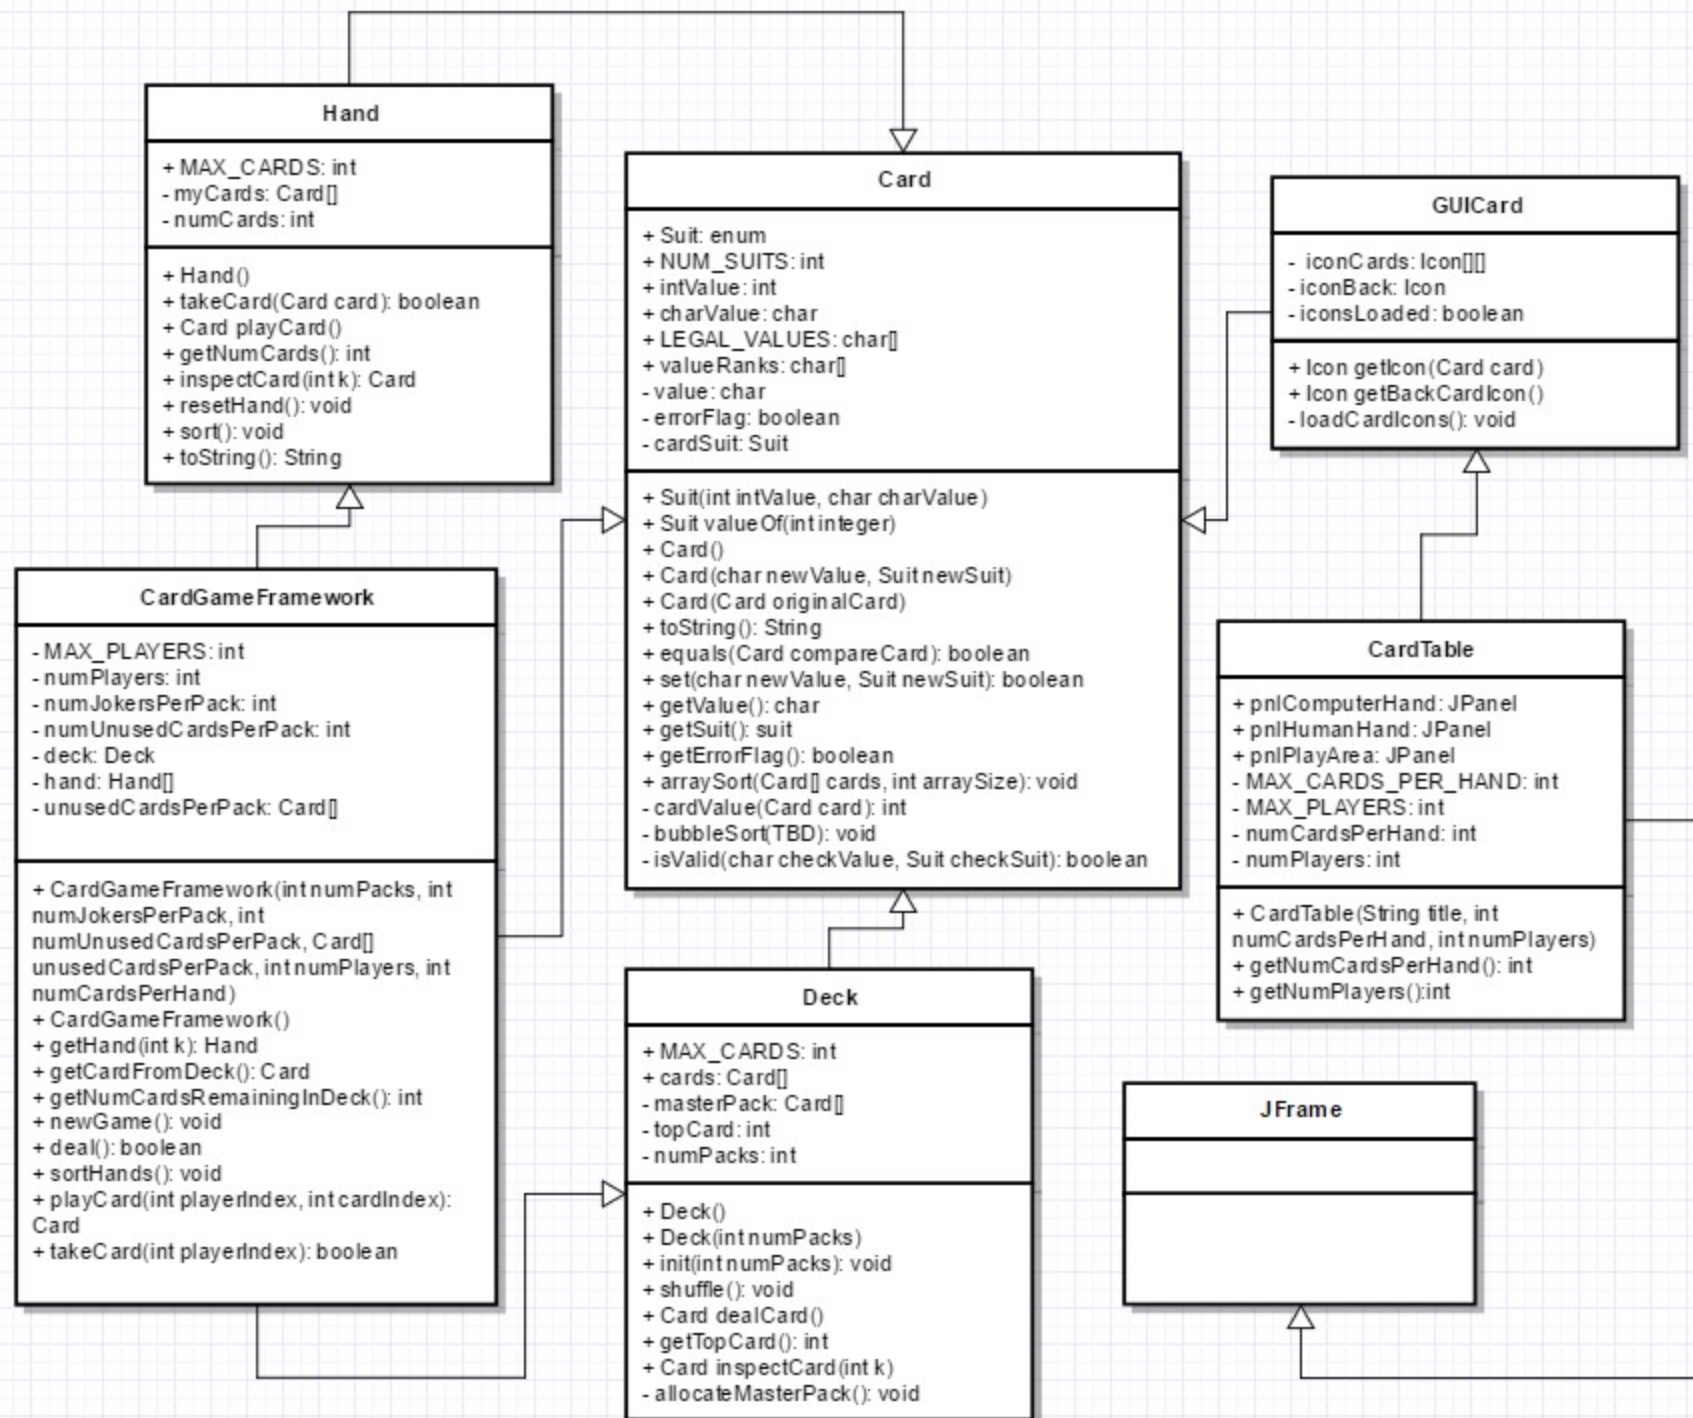 Hand
+ MAX_CARDS: int
- myCards: Card[]
- numCards: int
+ Hand()
+ takeCard(Card card): boolean
+ Card playCard()
+ getNumCards(): int
+ inspectCard(int k): Card
+ resetHand(): void
+ sort(): void
+ toString(): String
Card
+ Suit: enum
+ NUM_SUITS: int
+ intValue: int
+ charValue: char
+ LEGAL_VALUES: char[]
+ valueRanks: char[]
- value: char
- errorFlag: boolean
- cardSuit: Suit
+ Suit(int intValue, char charValue)
+ Suit valueOf(int integer)
+ Card()
+ Card(char newValue, Suit newSuit)
+ Card(Card originalCard)
+ toString(): String
+ equals(Card compareCard): boolean
+ set(char newValue, Suit newSuit): boolean
+ getValue(): char
+ getSuit(): suit
+ getErrorFlag(): boolean
+ arraySort(Card[] cards, int arraySize): void
- cardValue(Card card): int
- bubbleSort(TBD): void
- isValid(char checkValue, Suit checkSuit): boolean
GUICard
- iconCards: Icon[][]
- iconBack: Icon
- iconsLoaded: boolean
+ Icon getIcon(Card card)
+ Icon getBackCardIcon()
- loadCardIcons(): void
CardGameFramework
- MAX_PLAYERS: int
- numPlayers: int
- numJokersPerPack: int
- numUnusedCardsPerPack: int
- deck: Deck
- hand: Hand[]
- unusedCardsPerPack: Card[]
+ CardGameFramework(int numPacks, int
numJokersPerPack, int
numUnusedCardsPerPack, Card[]
unusedCardsPerPack, int numPlayers, int
numCardsPerHand)
+ CardGameFramework()
+ getHand(int k): Hand
+ getCardFromDeck(): Card
+ getNumCardsRemainingInDeck(): int
+ newGame(): void
+ deal(): boolean
+ sortHands(): void
+ playCard(int playerIndex, int cardIndex):
Card
+ takeCard(int playerIndex): boolean
CardTable
+ pnlComputerHand: JPanel
+ pnlHumanHand: JPanel
+ pnlPlayArea: JPanel
- MAX_CARDS_PER_HAND: int
- MAX_PLAYERS: int
- numCardsPerHand: int
- numPlayers: int
+ CardTable(String title, int
numCardsPerHand, int numPlayers)
+ getNumCardsPerHand(): int
+ getNumPlayers():int
Deck
+ MAX_CARDS: int
+ cards: Card[]
- masterPack: Card[]
- topCard: int
- numPacks: int
+ Deck()
+ Deck(int numPacks)
+ init(int numPacks): void
+ shuffle(): void
+ Card dealCard()
+ getTopCard(): int
+ Card inspectCard(int k)
- allocateMasterPack(): void
JFrame